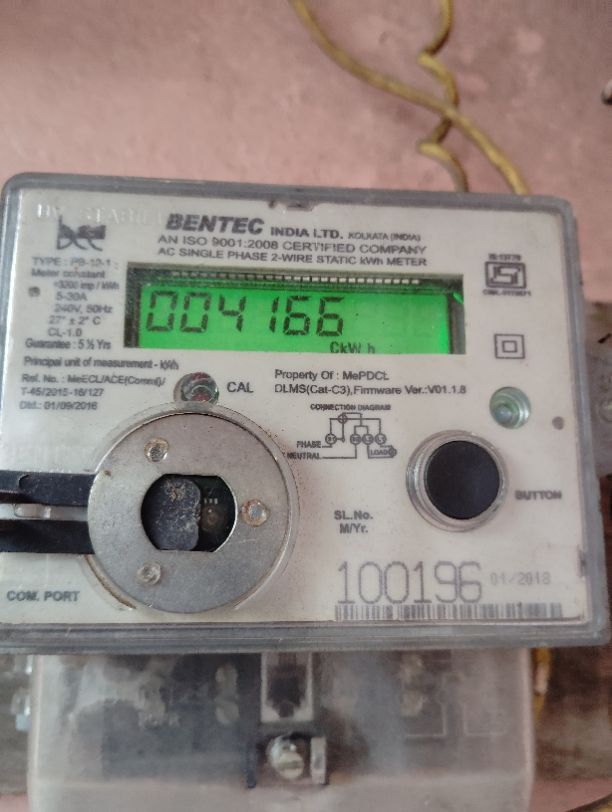 BENTEC INDIA LTD. KOLKATA (INDIA)
AN ISO 9001:2008 CERTIFIED COMPANY
AC SINGLE PHASE 2-WIRE STATIC kWh METER
TYPE : PB-10-1
Meter constant
3200 imp / kWh
5-30A
240V, 50Hz
27° ± 2° C
CL-1.0
Guarantee : 5 ½ Yrs
004166
CkW h
Principal unit of measurement - kWh
Ref. No. : MeECL/ACE(Comml)/
T-45/2015-16/127
Dtd.: 01/09/2016
CAL
Property Of : MePDCL
DLMS(Cat-C3),Firmware Ver.:V01.1.8
CONNECTION DIAGRAM
PHASE
NEUTRAL
LOAD
BUTTON
SL.No.
M/Yr.
100196 01/2018
COM. PORT